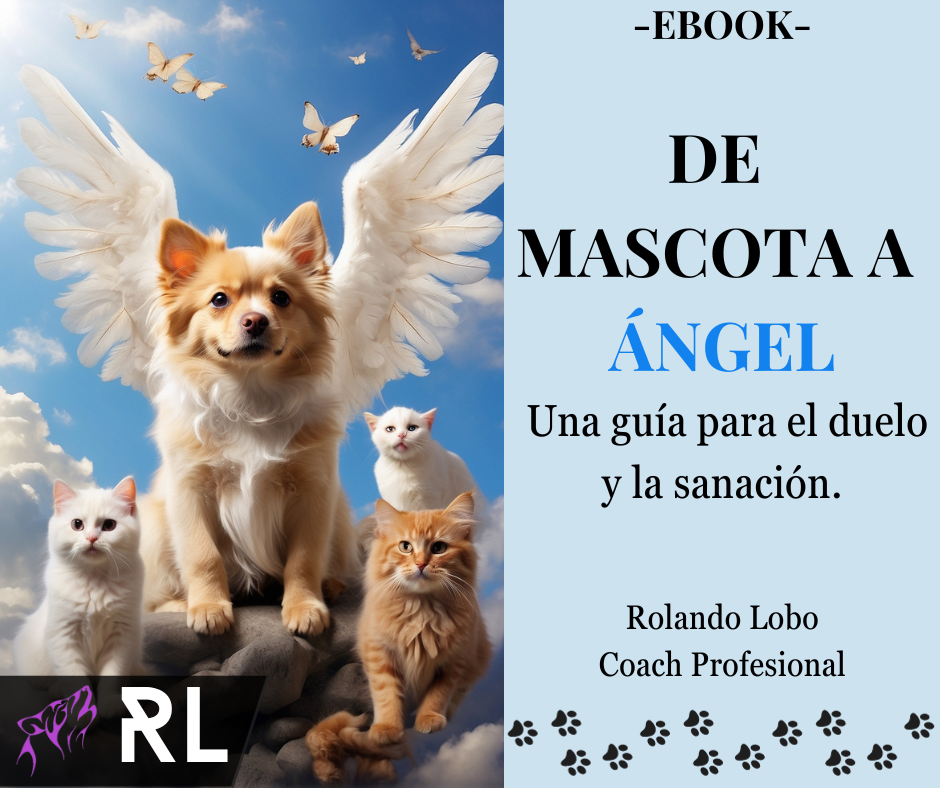 -EBOOK-
DE
MASCOTA A
ÁNGEL
Una guía para el duelo
y la sanación.
Rolando Lobo
Coach Profesional
RL